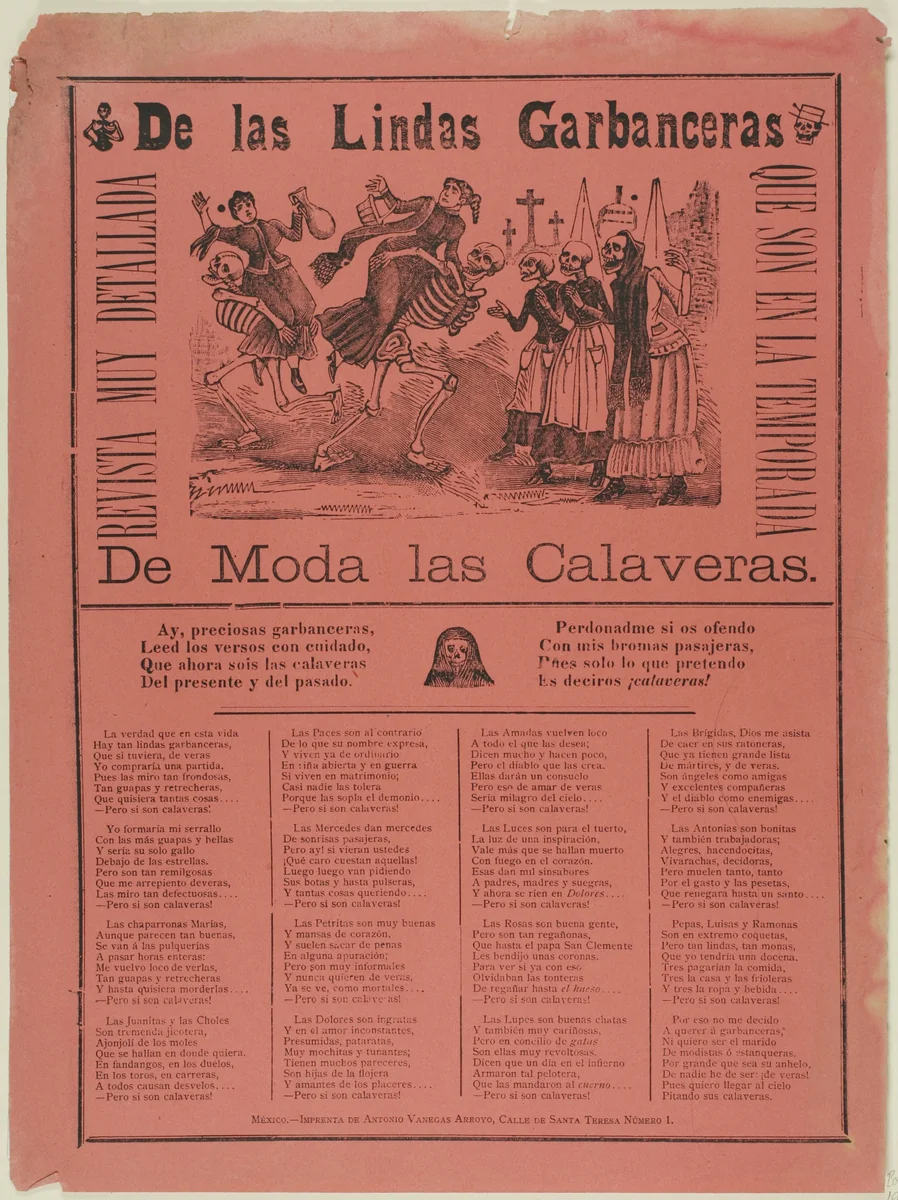 De las Lindas Garbanceras
REVISTA MUY DETALLADA
QUE SON EN LA TEMPORADA
De Moda las Calaveras.
Ay, preciosas garbanceras,
Leed los versos con cuidado,
Que ahora sois las calaveras
Del presente y del pasado.
Perdonadme si os ofendo
Con mis bromas pasajeras,
Pues solo lo que pretendo
Es deciros ¡calaveras!
La verdad que en esta vida
Hay tan lindas garbanceras,
Que si tuviera, de veras
Yo compraría una partida.
Pues las miro tan frondosas,
Tan guapas y retrecheras,
Que quisiera tantas cosas....
—Pero si son calaveras!
Yo formaría mi serrallo
Con las más guapas y bellas
Y sería su solo gallo
Debajo de las estrellas.
Pero son tan remilgosas
Que me arrepiento deveras,
Las miro tan defectuosas....
—Pero si son calaveras!
Las chaparronas Marías,
Aunque parecen tan buenas,
Se van á las pulquerías
A pasar horas enteras:
Me vuelvo loco de verlas,
Tan guapas y retrecheras
Y hasta quisiera morderlas....
—Pero si son calaveras!
Las Juanitas y las Choles
Son tremenda jicotera,
Ajonjolí de los moles
Que se hallan en donde quiera.
En fandangos, en los duelos,
En los toros, en carreras,
A todos causan desvelos....
—Pero si son calaveras!
Las Paces son al contrario
De lo que su nombre expresa,
Y viven ya de ordinario
En riña abierta y en guerra
Si viven en matrimonio;
Casi nadie las tolera
Porque las sopla el demonio....
—Pero si son calaveras!
Las Mercedes dan mercedes
De sonrisas pasajeras,
Pero ay! si vieran ustedes
¡Qué caro cuestan aquellas!
Luego luego van pidiendo
Sus botas y hasta pulseras,
Y tantas cosas queriendo....
—Pero si son calaveras!
Las Petritas son muy buenas
Y mansas de corazón,
Y suelen sacar de penas
En alguna apuración;
Pero son muy informales
Y nunca quieren de veras,
Ya se ve, como mortales....
—Pero si son calaveras!
Las Dolores son ingratas
Y en el amor inconstantes,
Presumidas, pataratas,
Muy mochitas y tunantes;
Tienen muchos pareceres,
Son hijas de la flojera
Y amantes de los placeres....
—Pero si son calaveras!
Las Amadas vuelven loco
A todo el que las desea;
Dicen mucho y hacen poco,
Pero el diablo que las crea.
Ellas darán un consuelo
Pero eso de amar de veras
Sería milagro del cielo....
—Pero si son calaveras!
Las Luces son para el tuerto,
La luz de una inspiración,
Vale más que se hallan muerto
Con fuego en el corazón.
Esas dan mil sinsabores
A padres, madres y suegras,
Y ahora se ríen en Dolores....
—Pero si son calaveras!
Las Rosas son buena gente,
Pero son tan regañonas,
Que hasta el papa San Clemente
Les bendijo unas coronas.
Para ver si ya con eso
Olvidaban las tonteras
De regañar hasta el hueso....
—Pero si son calaveras!
Las Lupes son buenas chatas
Y también muy cariñosas,
Pero en concilio de gatas
Son ellas muy revoltosas.
Dicen que un día en el infierno
Armaron tal pelotera,
Que las mandaron al cuerno....
—Pero si son calaveras!
Las Brígidas, Dios me asista
De caer en sus ratoneras,
Que ya tienen grande lista
De mártires, y de veras.
Son ángeles como amigas
Y excelentes compañeras
Y el diablo como enemigas....
—Pero si son calaveras!
Las Antonias son bonitas
Y también trabajadoras;
Alegres, hacendocitas,
Vivarachas, decidoras,
Pero muelen tanto, tanto
Por el gasto y las pesetas,
Que renegará hasta un santo....
—Pero si son calaveras!
Pepas, Luisas y Ramonas
Son en extremo coquetas,
Pero tan lindas, tan monas,
Que yo tendría una docena.
Tres pagarían la comida,
Tres la casa y las frioleras
Y tres la ropa y bebida....
—Pero si son calaveras!
Por eso no me decido
A querer á garbanceras,
Ni quiero ser el marido
De modistas ó estanqueras.
Por grande que sea su anhelo,
De nadie he de ser: ¡de veras!
Pues quiero llegar al cielo
Pitando sus calaveras.
MÉXICO.—IMPRENTA DE ANTONIO VANEGAS ARROYO, CALLE DE SANTA TERESA NÚMERO 1.